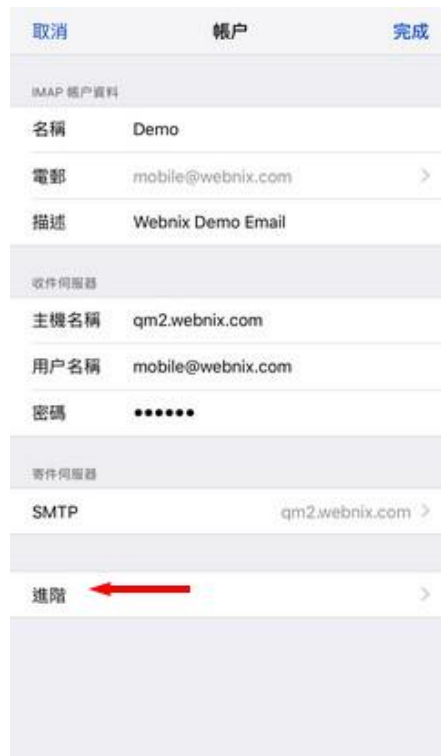 取消 帳户 完成
IMAP 帳户資料
名稱 Demo
電郵 mobile@webnix.com
描述 Webnix Demo Email
收件伺服器
主機名稱 qm2.webnix.com
用户名稱 mobile@webnix.com
密碼 ••••••
寄件伺服器
SMTP qm2.webnix.com
進階